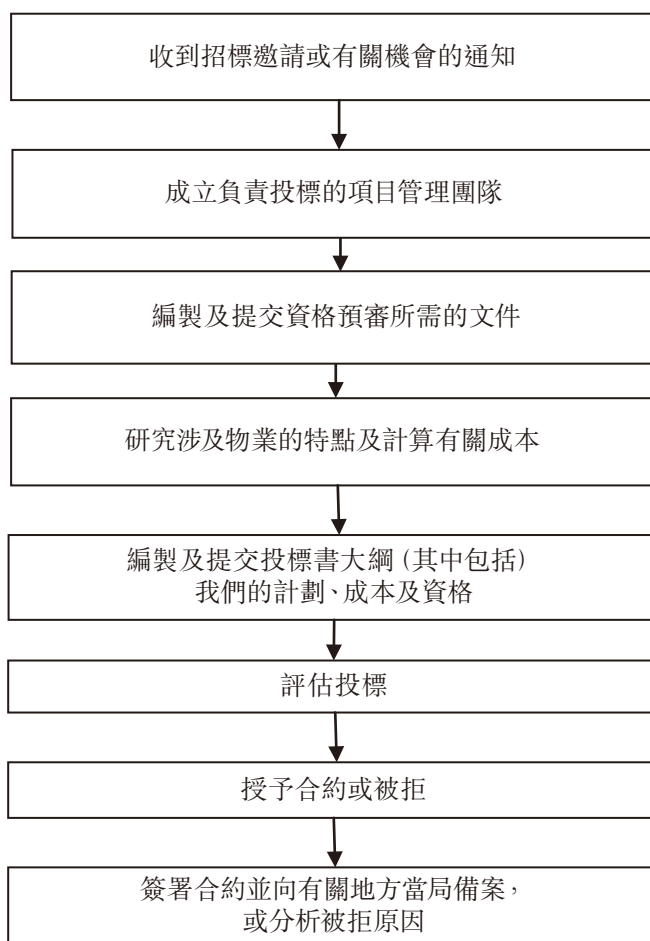 收到招標邀請或有關機會的通知
成立負責投標的項目管理團隊
編製及提交資格預審所需的文件
研究涉及物業的特點及計算有關成本
編製及提交投標書大綱(其中包括)
我們的計劃、成本及資格
評估投標
授予合約或被拒
簽署合約並向有關地方當局備案，
或分析被拒原因